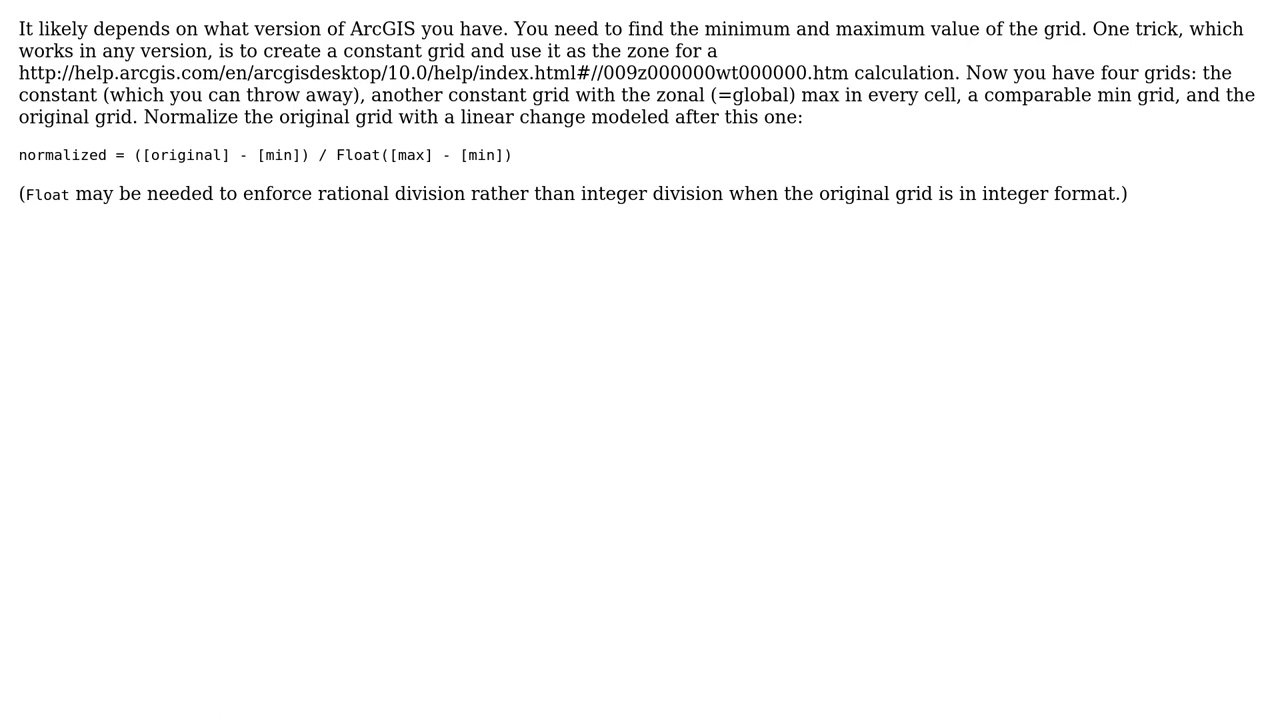 It likely depends on what version of ArcGIS you have. You need to find the minimum and maximum value of the grid. One trick, which
works in any version, is to create a constant grid and use it as the zone for a
http://help.arcgis.com/en/arcgisdesktop/10.0/help/index.html#//009z000000wt000000.htm calculation. Now you have four grids: the
constant (which you can throw away), another constant grid with the zonal (=global) max in every cell, a comparable min grid, and the
original grid. Normalize the original grid with a linear change modeled after this one:
normalized = ([original] - [min]) / Float([max] - [min])
(Float may be needed to enforce rational division rather than integer division when the original grid is in integer format.)